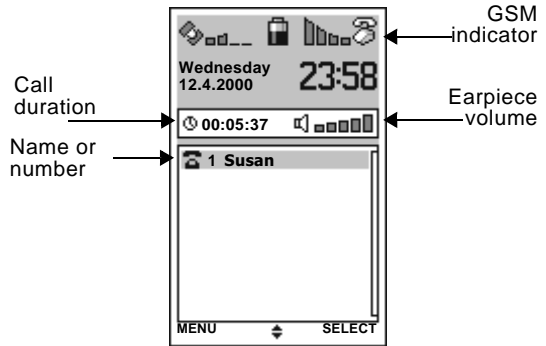 GSM
indicator
Wednesday
12.4.2000
23:58
Call
duration
00:05:37
Earpiece
volume
Name or
number
1 Susan
MENU
SELECT